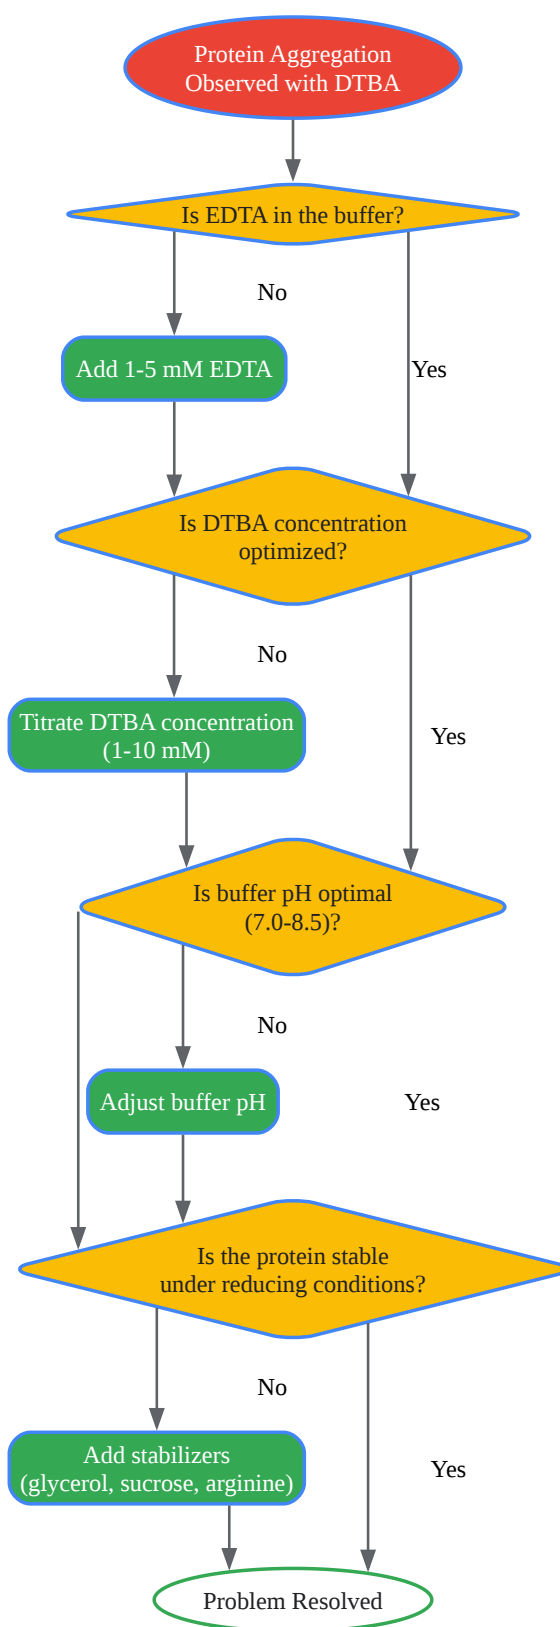 Protein Aggregation
Observed with DTBA
Is EDTA in the buffer?
No
Add 1-5 mM EDTA
Yes
Is DTBA concentration
optimized?
No
Titrate DTBA concentration
(1-10 mM)
Yes
Is buffer pH optimal
(7.0-8.5)?
No
Adjust buffer pH
Yes
Is the protein stable
under reducing conditions?
No
Add stabilizers
(glycerol, sucrose, arginine)
Yes
Problem Resolved